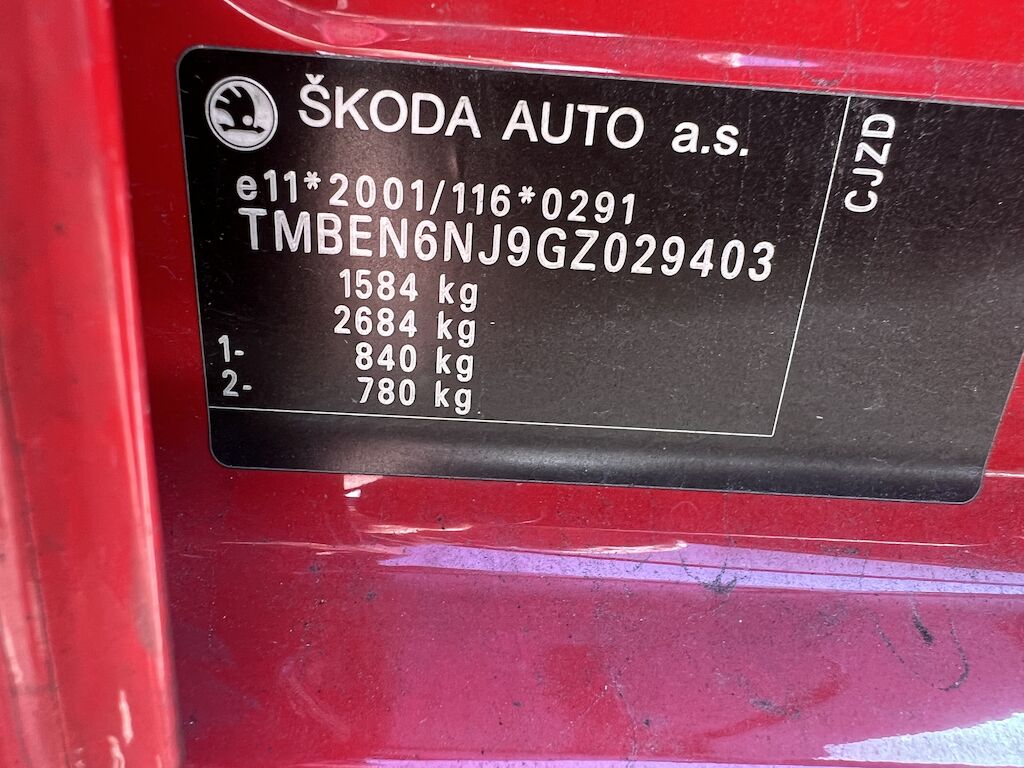 ŠKODA AUTO a.s.
e11*2001/116*0291
TMBEN6NJ9GZ029403
1584 kg
2684 kg
1- 840 kg
2- 780 kg
CJZD